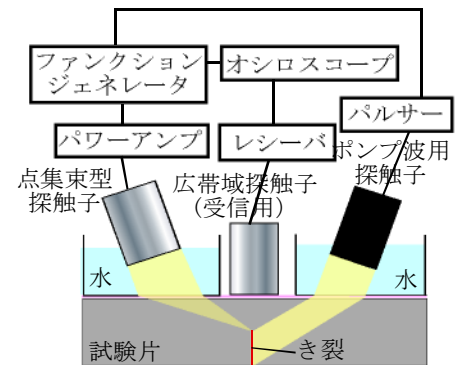 ファンクション
ジェネレータ
オシロスコープ
パワーアンプ
レシーバ
パルサー
点集束型
探触子
広帯域探触子
（受信用）
ポンプ波用
探触子
水
水
試験片
き裂